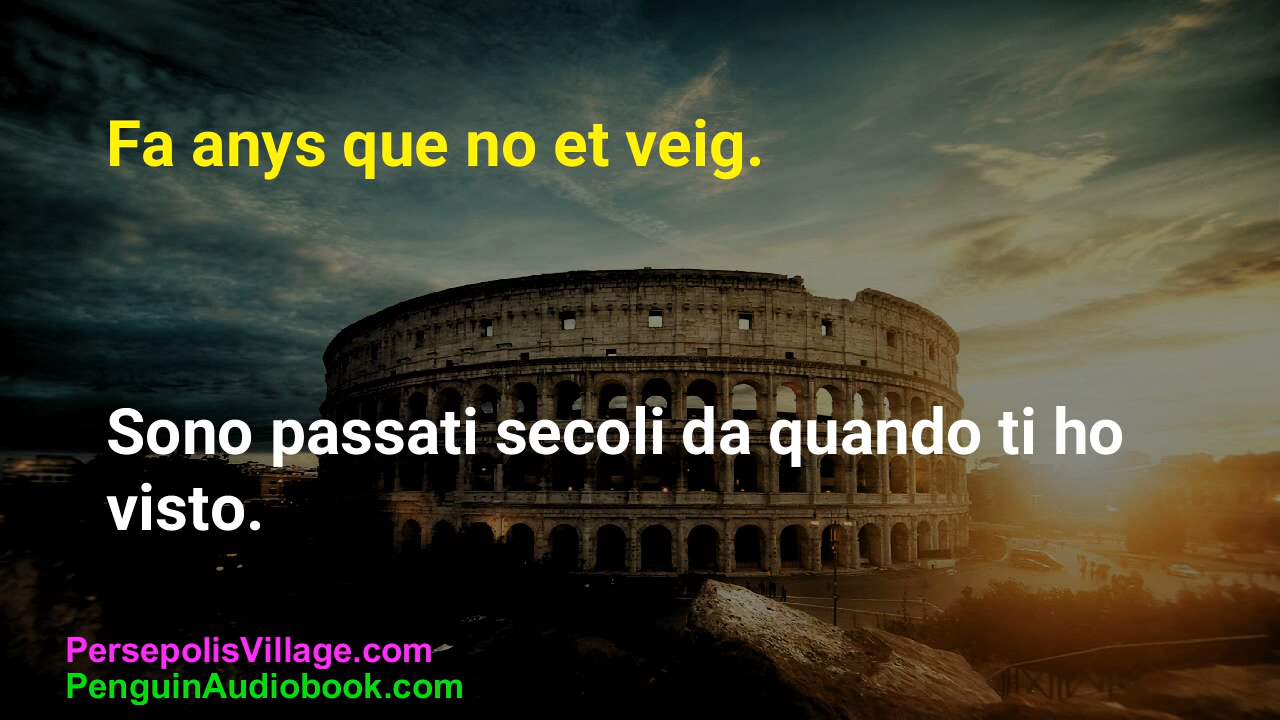 Fa anys que no et veig.
Sono passati secoli da quando ti ho
visto.
PersepolisVillage.com
PenguinAudiobook.com